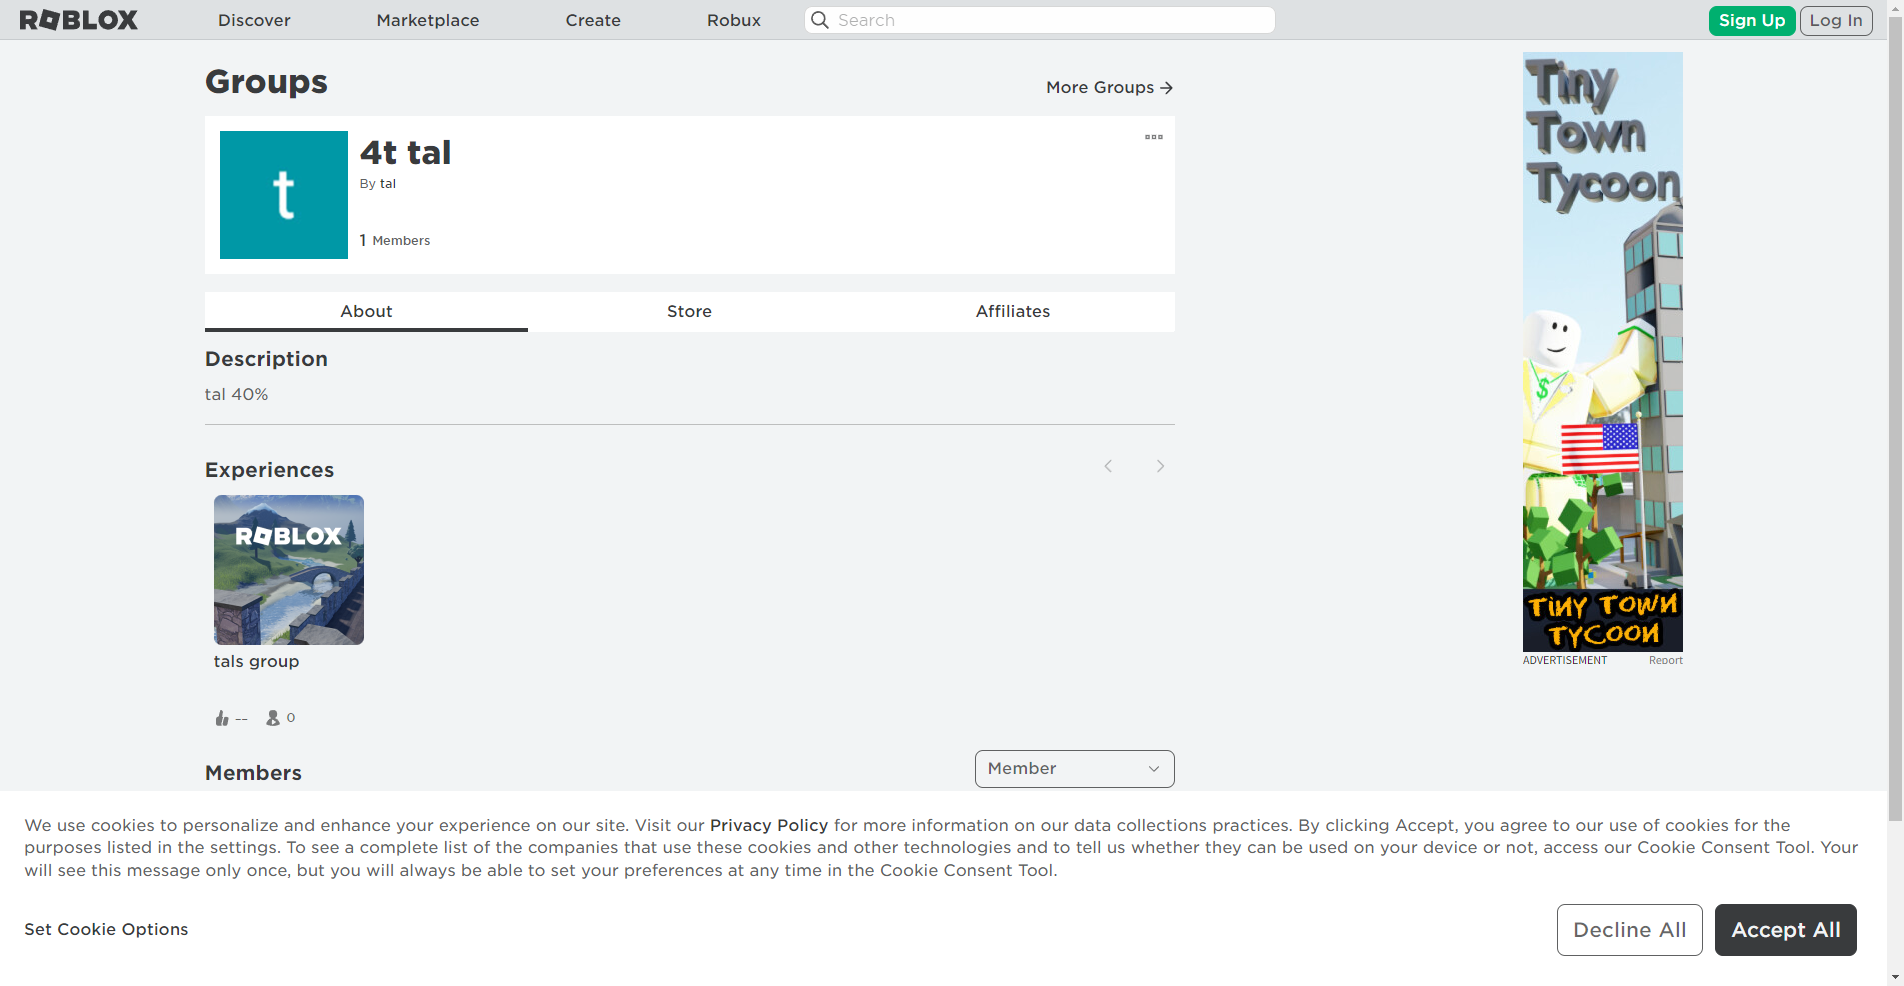 ROBLOX
Discover
Marketplace
Create
Robux
Search
Sign Up
Log In
Groups
More Groups
t
4t tal
By tal
1 Members
About
Store
Affiliates
Description
tal 40%
Experiences
ROBLOX
tals group
--
0
Members
Member
Tiny
Town
Tycoon
$
TINY TOWN
TYCOON
ADVERTISEMENT
Report
We use cookies to personalize and enhance your experience on our site. Visit our Privacy Policy for more information on our data collections practices. By clicking Accept, you agree to our use of cookies for the
purposes listed in the settings. To see a complete list of the companies that use these cookies and other technologies and to tell us whether they can be used on your device or not, access our Cookie Consent Tool. Your
will see this message only once, but you will always be able to set your preferences at any time in the Cookie Consent Tool.
Set Cookie Options
Decline All
Accept All